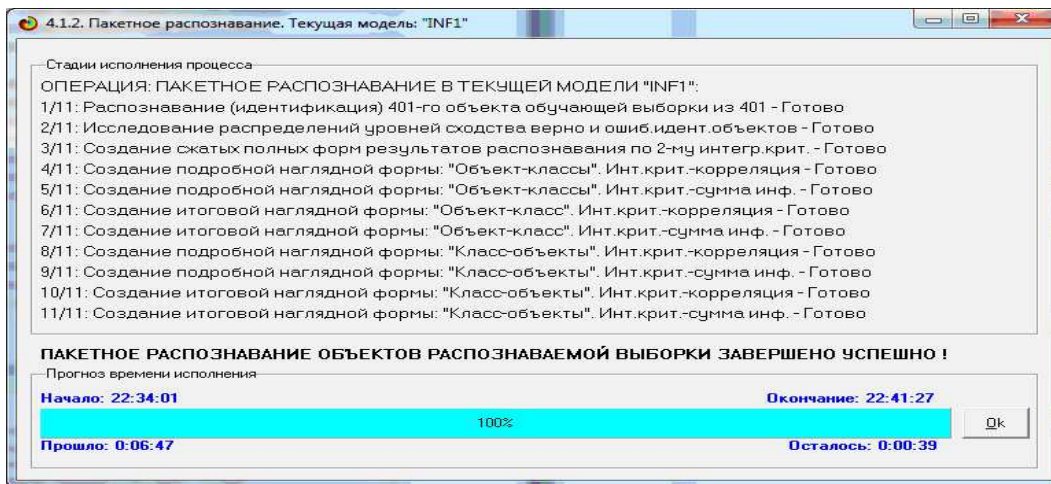 4.1.2. Пакетное распознавание. Текущая модель: "INF1"
Стадии исполнения процесса
ОПЕРАЦИЯ: ПАКЕТНОЕ РАСПОЗНАВАНИЕ В ТЕКУЩЕЙ МОДЕЛИ "INF1":
1/11: Распознавание (идентификация) 401-го объекта обучающей выборки из 401 - Готово
2/11: Исследование распределений уровней сходства верно и ошиб.идент.объектов - Готово
3/11: Создание сжатых полных форм результатов распознавания по 2-му интегр.крит. - Готово
4/11: Создание подробной наглядной формы: "Объект-классы". Инт.крит.-корреляция - Готово
5/11: Создание подробной наглядной формы: "Объект-классы". Инт.крит.-сумма инф. - Готово
6/11: Создание итоговой наглядной формы: "Объект-класс". Инт.крит.-корреляция - Готово
7/11: Создание итоговой наглядной формы: "Объект-класс". Инт.крит.-сумма инф. - Готово
8/11: Создание подробной наглядной формы: "Класс-объекты". Инт.крит.-корреляция - Готово
9/11: Создание подробной наглядной формы: "Класс-объекты". Инт.крит.-сумма инф. - Готово
10/11: Создание итоговой наглядной формы: "Класс-объекты". Инт.крит.-корреляция - Готово
11/11: Создание итоговой наглядной формы: "Класс-объекты". Инт.крит.-сумма инф. - Готово
ПАКЕТНОЕ РАСПОЗНАВАНИЕ ОБЪЕКТОВ РАСПОЗНАВАЕМОЙ ВЫБОРКИ ЗАВЕРШЕНО УСПЕШНО !
Прогноз времени исполнения
Начало: 22:34:01
Окончание: 22:41:27
100%
Ok
Прошло: 0:06:47
Осталось: 0:00:39